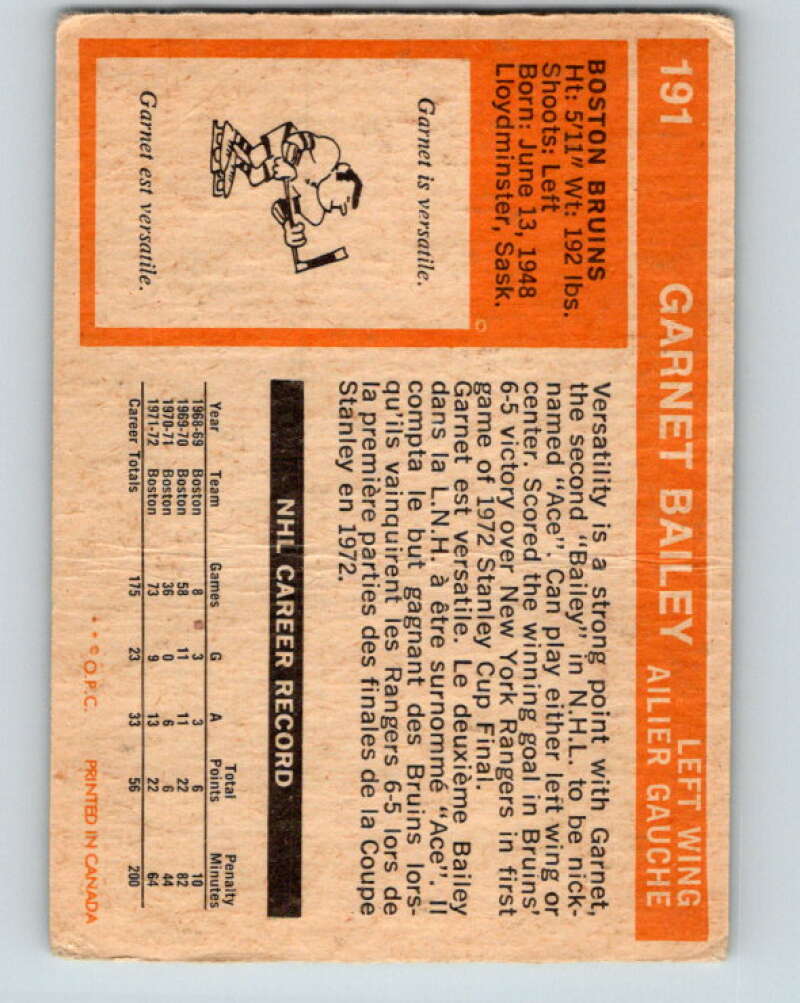 191 GARNET BAILEY LEFT WING
AILIER GAUCHE
BOSTON BRUINS
Ht: 5'11" Wt: 192 lbs.
Shoots: Left
Born: June 13, 1948
Lloydminster, Sask.
Garnet is versatile.
Garnet est versatile.
Versatility is a strong point with Garnet,
the second "Bailey" in N.H.L. to be nick-
named "Ace". Can play either left wing or
center. Scored the winning goal in Bruins'
6-5 victory over New York Rangers in first
game of 1972 Stanley Cup Final.
Garnet est versatile. Le deuxième Bailey
dans la L.N.H. à être surnommé "Ace". Il
compta le but gagnant des Bruins lors-
qu'ils vainquirent les Rangers 6-5 lors de
la première parties des finales de la Coupe
Stanley en 1972.
NHL CAREER RECORD
Year Team Games G A Total Points Penalty Minutes
1968-69 Boston 8 3 3 6 10
1969-70 Boston 58 11 11 22 82
1970-71 Boston 36 0 6 6 44
1971-72 Boston 73 9 13 22 64
Career Totals 175 23 33 56 200
* * © O.P.C. PRINTED IN CANADA